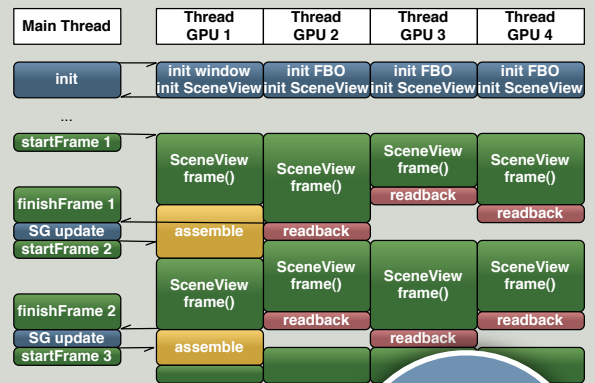 Main Thread
Thread
GPU 1
Thread
GPU 2
Thread
GPU 3
Thread
GPU 4
init
init window
init SceneView
init FBO
init SceneView
init FBO
init SceneView
init FBO
init SceneView
...
startFrame 1
SceneView
frame()
SceneView
frame()
SceneView
frame()
SceneView
frame()
readback
finishFrame 1
readback
SG update
assemble
readback
startFrame 2
SceneView
frame()
SceneView
frame()
SceneView
frame()
SceneView
frame()
finishFrame 2
readback
readback
SG update
readback
startFrame 3
assemble